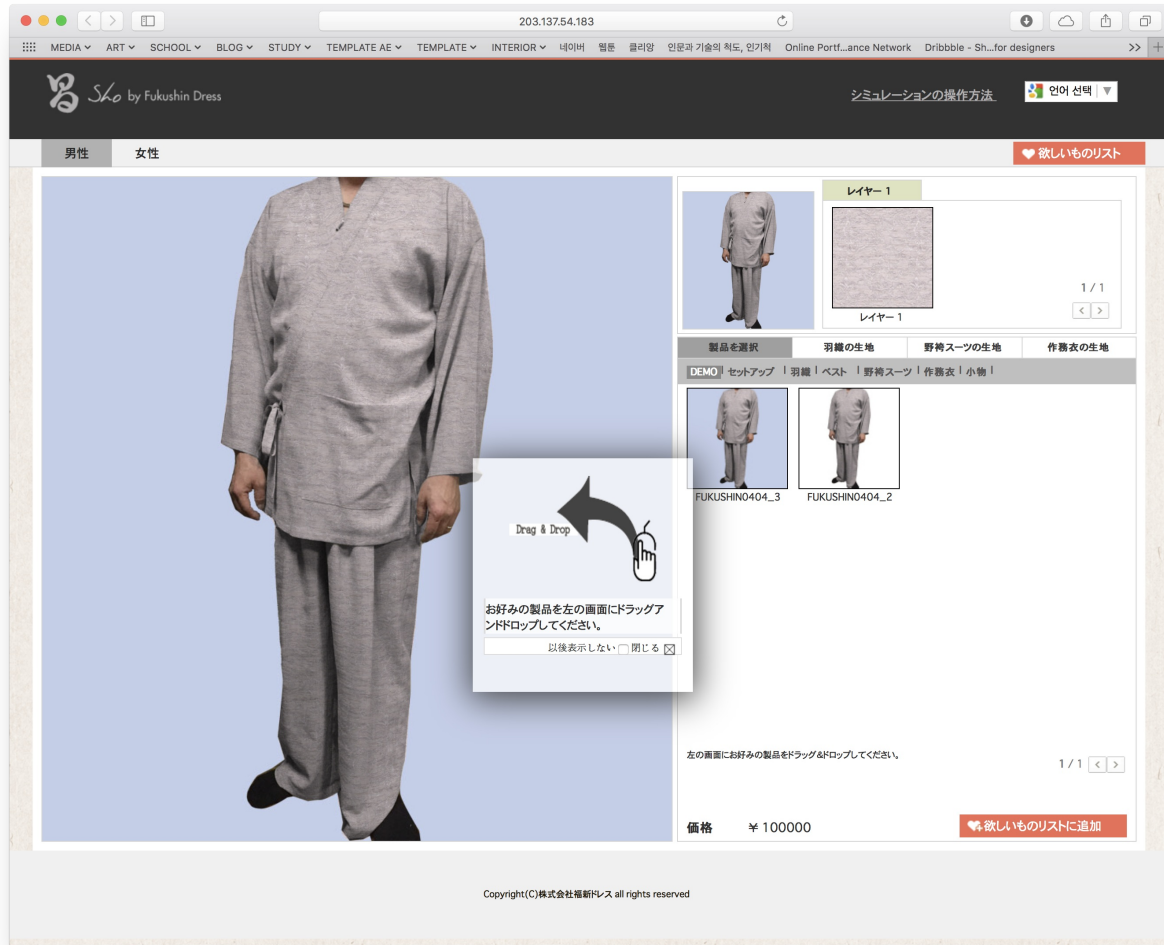 203.137.54.183
MEDIA ART SCHOOL BLOG STUDY TEMPLATE AE TEMPLATE INTERIOR 네이버 웹툰 클리앙 인문과 기술의 척도, 인기척 Online Portf...ance Network Dribbble - Sh...for designers >>
Sho by Fukushin Dress
シミュレーションの操作方法
언어 선택 ▼
男性 女性
欲しいものリスト
レイヤー 1
1 / 1
レイヤー 1
製品を選択 羽織の生地 野袴スーツの生地 作務衣の生地
DEMO | セットアップ | 羽織 | ベスト | 野袴スーツ | 作務衣 | 小物 |
FUKUSHIN0404_3 FUKUSHIN0404_2
Drag & Drop
お好みの製品を左の画面にドラッグア
ンドドロップしてください。
以後表示しない 閉じる
左の画面にお好みの製品をドラッグ&ドロップしてください。
1 / 1
価格 ¥ 100000
欲しいものリストに追加
Copyright(C)株式会社福新ドレス all rights reserved